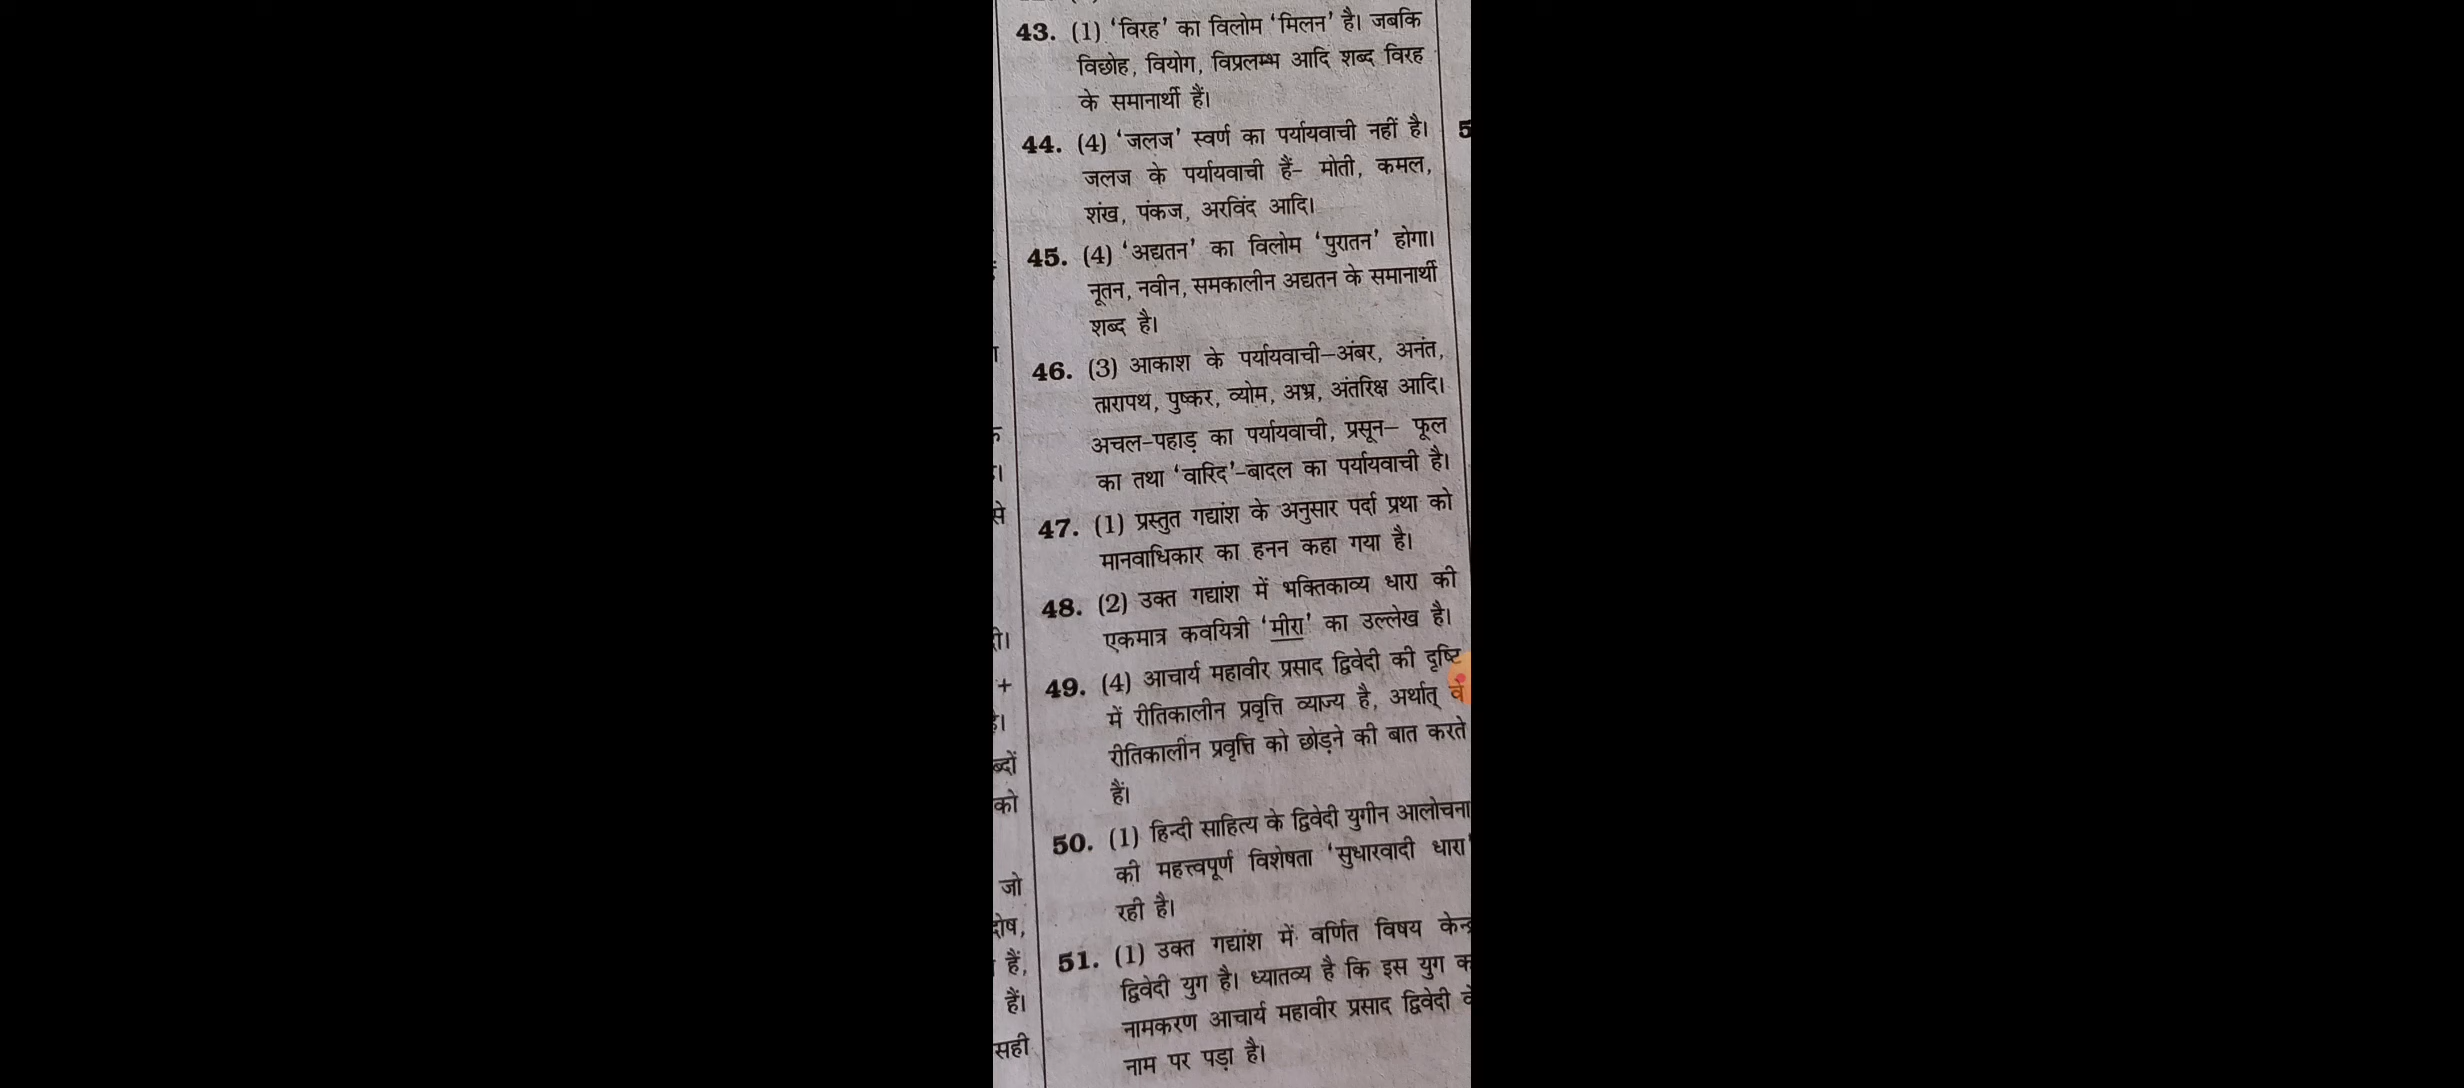 43. (1) ‘विरह’ का विलोम ‘मिलन’ है। जबकि
विछोह, वियोग, विप्रलम्भ आदि शब्द विरह
के समानार्थी हैं।
44. (4) ‘जलज’ स्वर्ण का पर्यायवाची नहीं है।
जलज के पर्यायवाची हैं- मोती, कमल,
शंख, पंकज, अरविंद आदि।
45. (4) ‘अद्यतन’ का विलोम ‘पुरातन’ होगा।
नूतन, नवीन, समकालीन अद्यतन के समानार्थी
शब्द है।
46. (3) आकाश के पर्यायवाची–अंबर, अनंत,
तारापथ, पुष्कर, व्योम, अभ्र, अंतरिक्ष आदि।
अचल-पहाड़ का पर्यायवाची, प्रसून– फूल
का तथा ‘वारिद’-बादल का पर्यायवाची है।
47. (1) प्रस्तुत गद्यांश के अनुसार पर्दा प्रथा को
मानवाधिकार का हनन कहा गया है।
48. (2) उक्त गद्यांश में भक्तिकाव्य धारा की
एकमात्र कवयित्री ‘मीरा’ का उल्लेख है।
49. (4) आचार्य महावीर प्रसाद द्विवेदी की दृष्टि
में रीतिकालीन प्रवृत्ति व्याज्य है, अर्थात् वे
रीतिकालीन प्रवृत्ति को छोड़ने की बात करते
हैं।
50. (1) हिन्दी साहित्य के द्विवेदी युगीन आलोचना
की महत्त्वपूर्ण विशेषता ‘सुधारवादी धारा’
रही है।
51. (1) उक्त गद्यांश में वर्णित विषय केन्द्र
द्विवेदी युग है। ध्यातव्य है कि इस युग
नामकरण आचार्य महावीर प्रसाद द्विवेदी
नाम पर पड़ा है।
से
+
को
जो
हैं,
हैं।
सही
5